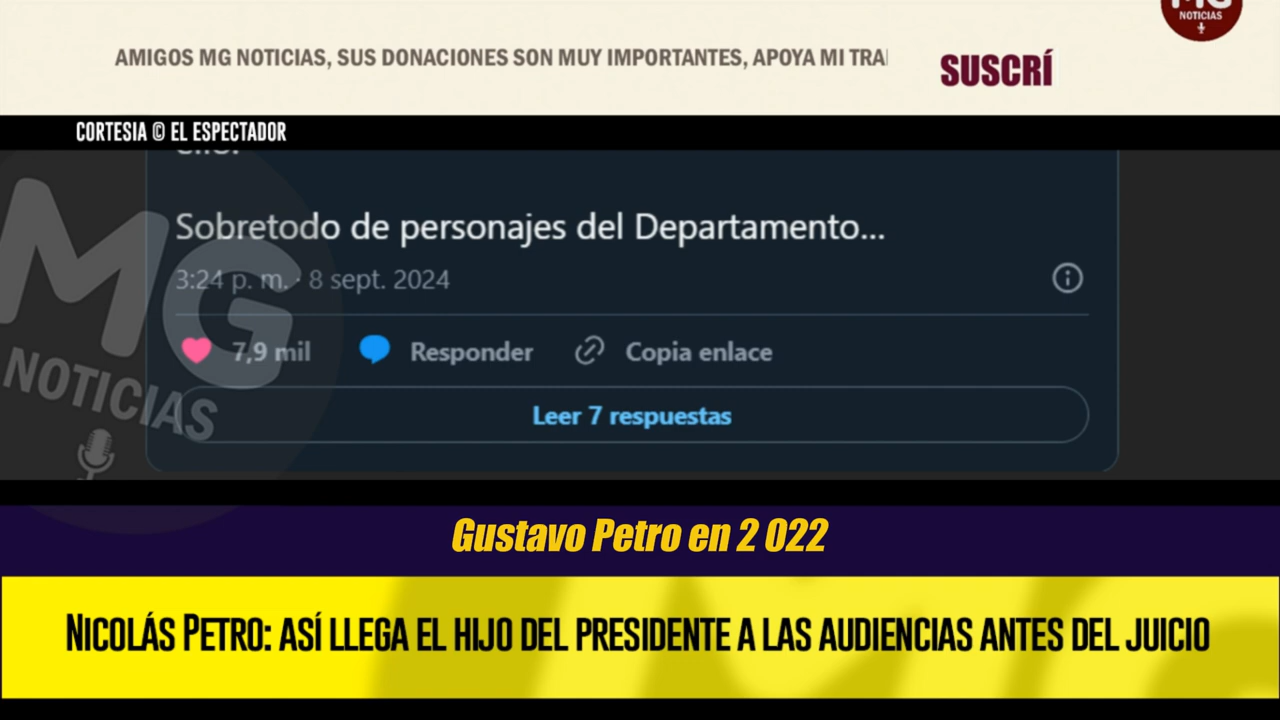 MG
NOTICIAS
AMIGOS MG NOTICIAS, SUS DONACIONES SON MUY IMPORTANTES, APOYA MI
SUSCRÍ
CORTESIA © EL ESPECTADOR
Sobretodo de personajes del Departamento...
3:24 p. m. · 8 sept. 2024
7,9 mil
Responder
Copia enlace
Leer 7 respuestas
MG
NOTICIAS
Gustavo Petro en 2 022
NICOLÁS PETRO: ASÍ LLEGA EL HIJO DEL PRESIDENTE A LAS AUDIENCIAS ANTES DEL JUICIO